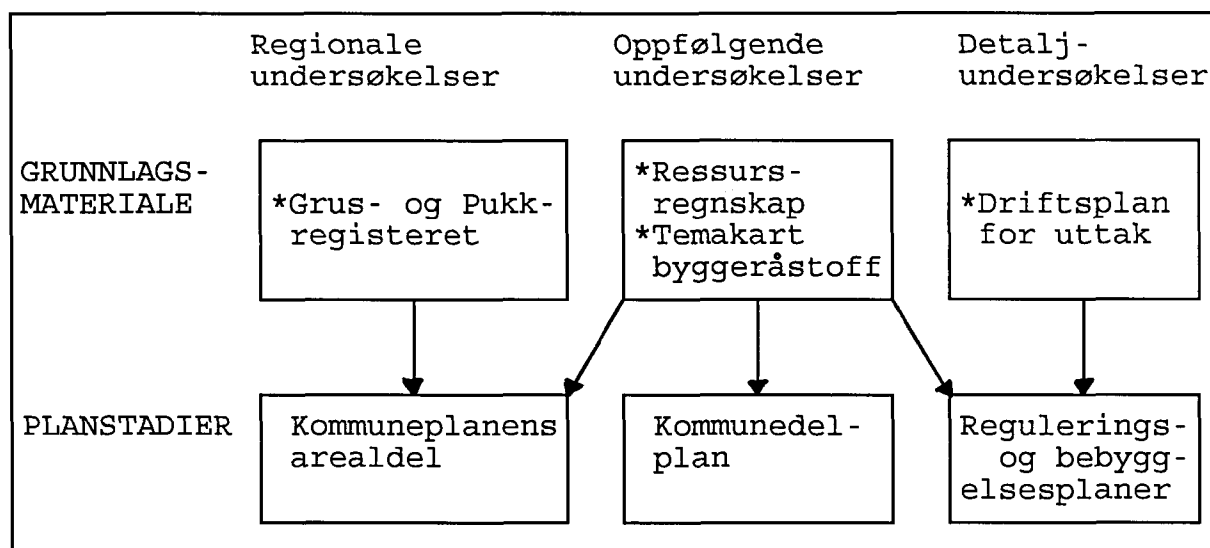 Regionale
undersøkelser
Oppfølgende
undersøkelser
Detalj-
undersøkelser
GRUNNLAGS-
MATERIALE
*Grus- og Pukk-
registeret
*Ressurs-
regnskap
*Temakart
byggeråstoff
*Driftsplan
for uttak
PLANSTADIER
Kommuneplanens
arealdel
Kommunedel-
plan
Regulerings-
og bebygg-
elsesplaner